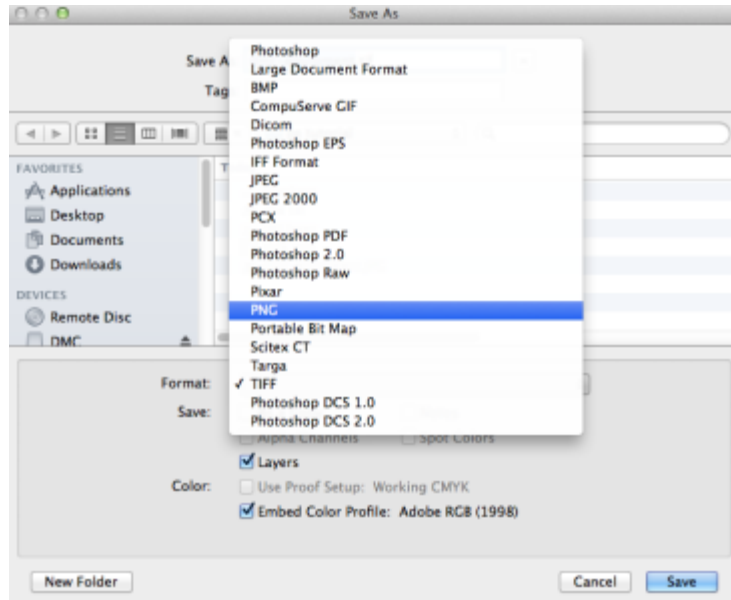 Save As
Save A
Tag
Photoshop
Large Document Format
BMP
CompuServe GIF
Dicom
Photoshop EPS
IFF Format
JPEG
JPEG 2000
PCX
Photoshop PDF
Photoshop 2.0
Photoshop Raw
Pixar
PNG
Portable Bit Map
Scitex CT
Targa
✓ TIFF
Photoshop DCS 1.0
Photoshop DCS 2.0
FAVORITES
Applications
Desktop
Documents
Downloads
DEVICES
Remote Disc
DMC
Format:
Save:
Alpha Channels Spot Colors
Layers
Color: Use Proof Setup: Working CMYK
Embed Color Profile: Adobe RGB (1998)
New Folder Cancel Save